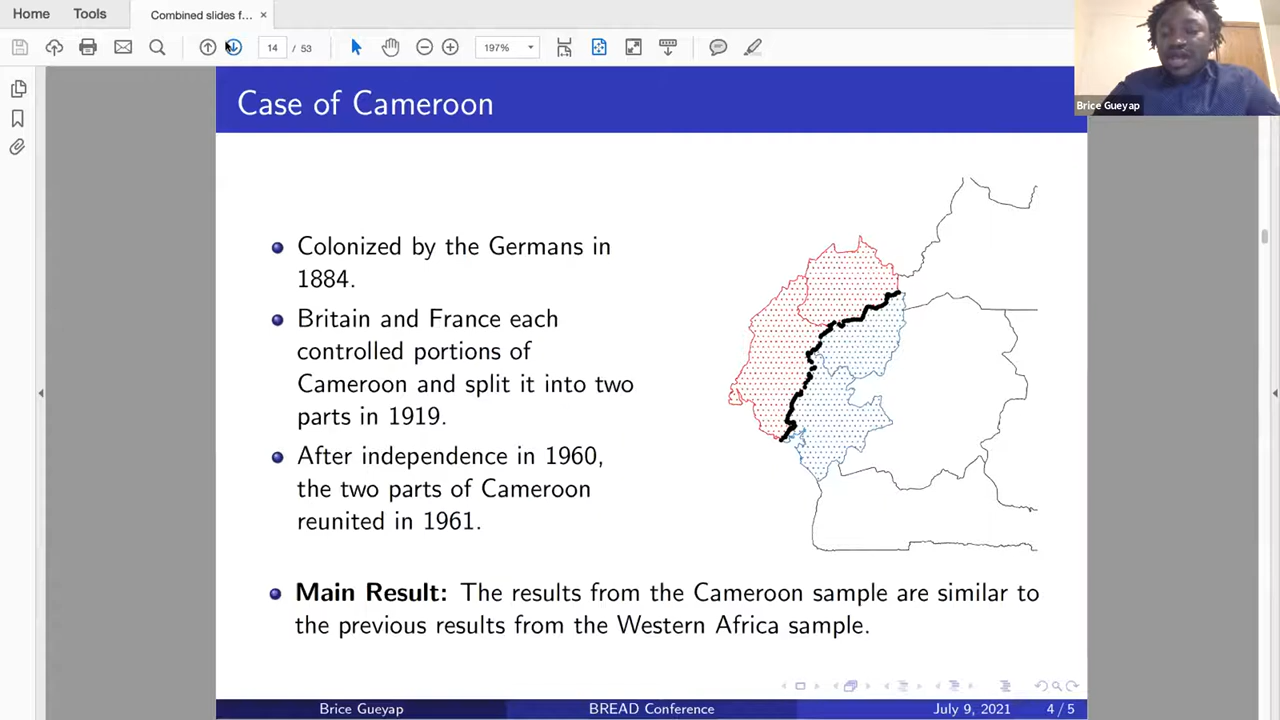 Home
Tools
Combined slides f...
×
14 / 53
197%
Brice Gueyap
Case of Cameroon
Colonized by the Germans in
1884.
Britain and France each
controlled portions of
Cameroon and split it into two
parts in 1919.
After independence in 1960,
the two parts of Cameroon
reunited in 1961.
Main Result: The results from the Cameroon sample are similar to
the previous results from the Western Africa sample.
Brice Gueyap
BREAD Conference
July 9, 2021
4 / 5